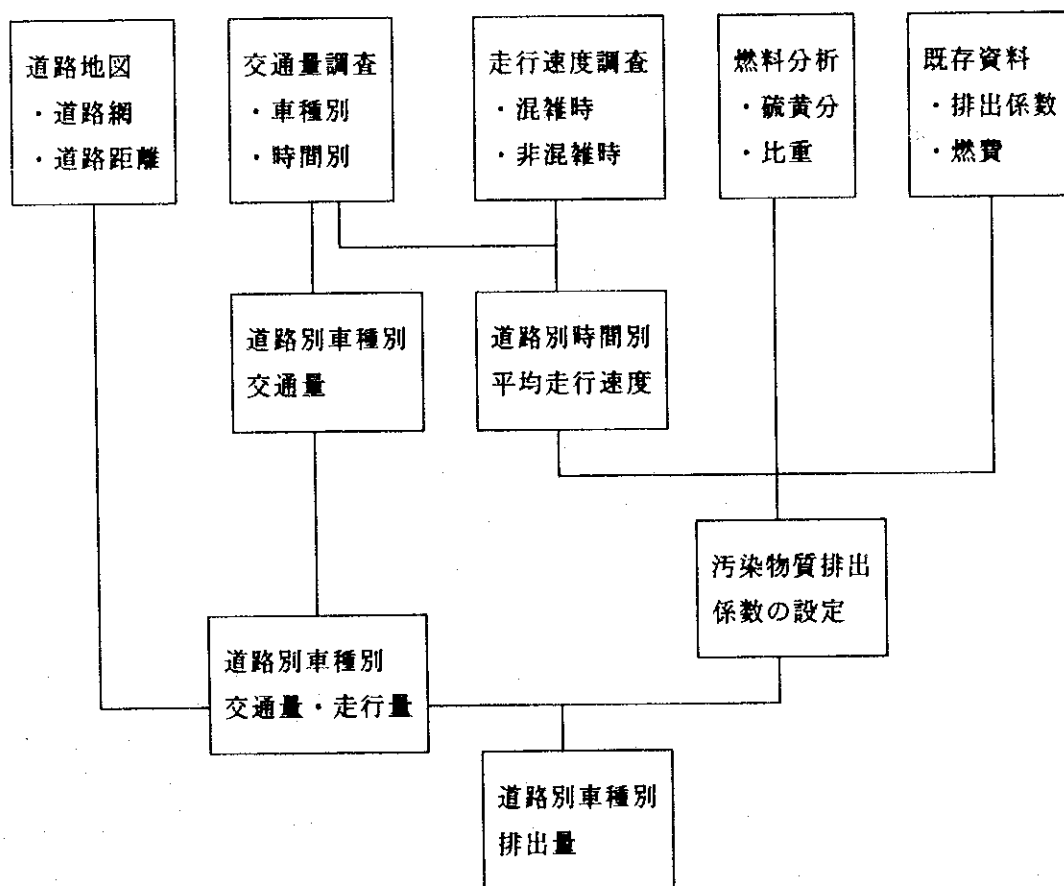 道路地図
・道路網
・道路距離
交通量調査
・車種別
・時間別
走行速度調査
・混雑時
・非混雑時
燃料分析
・硫黄分
・比重
既存資料
・排出係数
・燃費
道路別車種別
交通量
道路別時間別
平均走行速度
汚染物質排出
係数の設定
道路別車種別
交通量・走行量
道路別車種別
排出量